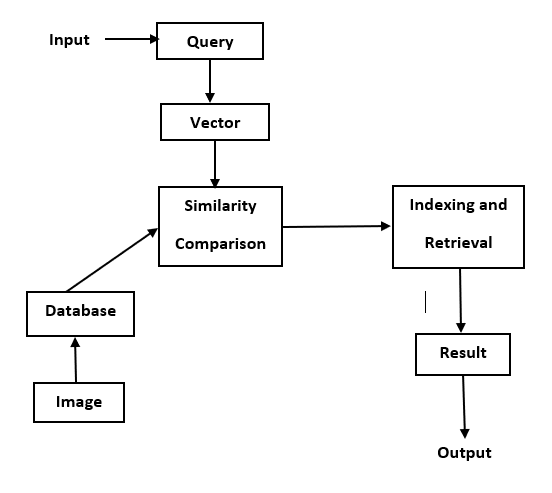 Input
Query
Vector
Similarity
Comparison
Indexing and
Retrieval
Database
Image
Result
Output